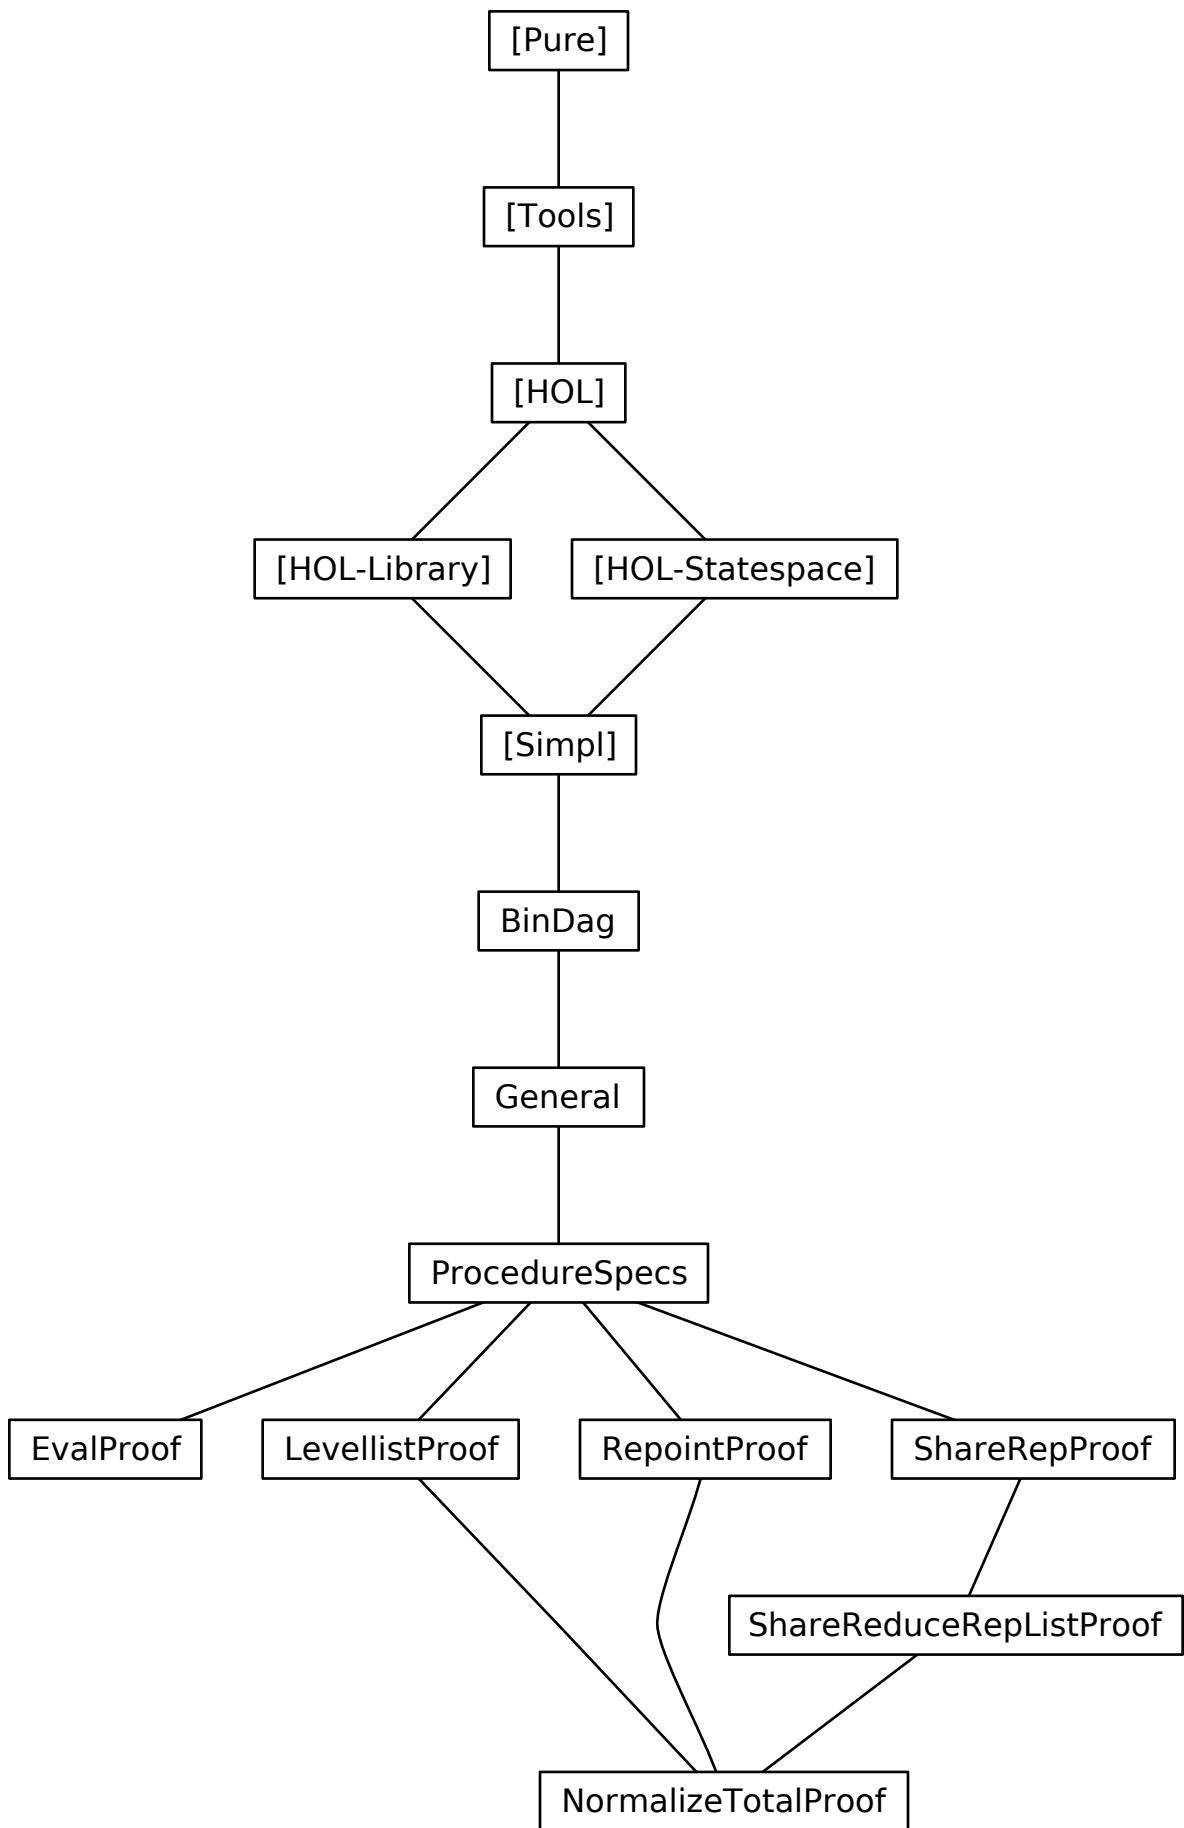 [Pure]
[Tools]
[HOL]
[HOL-Library]
[HOL-Statespace]
[Simpl]
BinDag
General
ProcedureSpecs
EvalProof
LevellistProof
RepointProof
ShareRepProof
ShareReduceRepListProof
NormalizeTotalProof